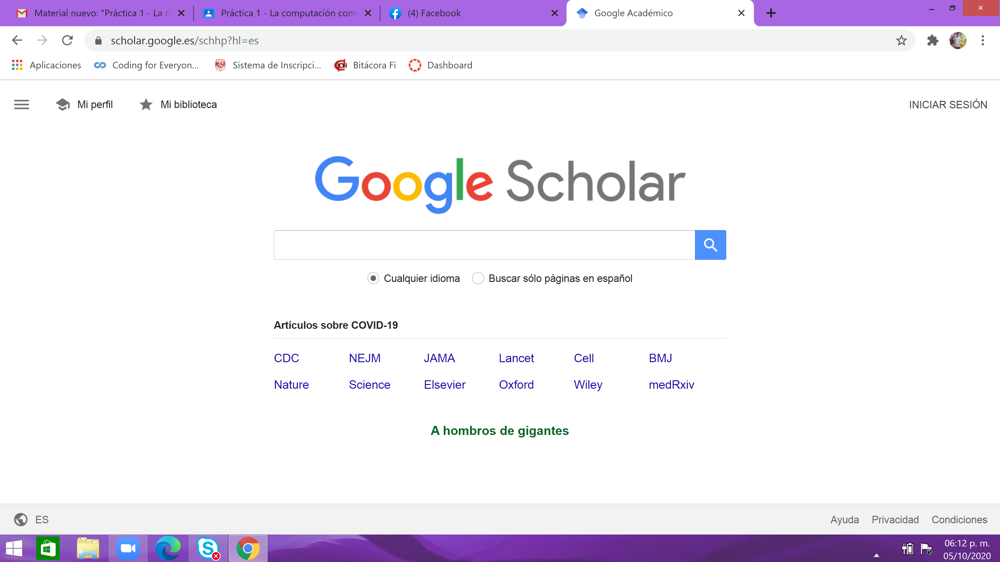 Material nuevo: "Práctica 1 - La c
Práctica 1 - La computación com
(4) Facebook
Google Académico
scholar.google.es/schhp?hl=es
Aplicaciones
Coding for Everyon...
Sistema de Inscripci...
Bitácora Fi
Dashboard
Mi perfil
Mi biblioteca
INICIAR SESIÓN
Google Scholar
Cualquier idioma
Buscar sólo páginas en español
Artículos sobre COVID-19
CDC NEJM JAMA Lancet Cell BMJ
Nature Science Elsevier Oxford Wiley medRxiv
A hombros de gigantes
ES
Ayuda Privacidad Condiciones
06:12 p. m.
05/10/2020